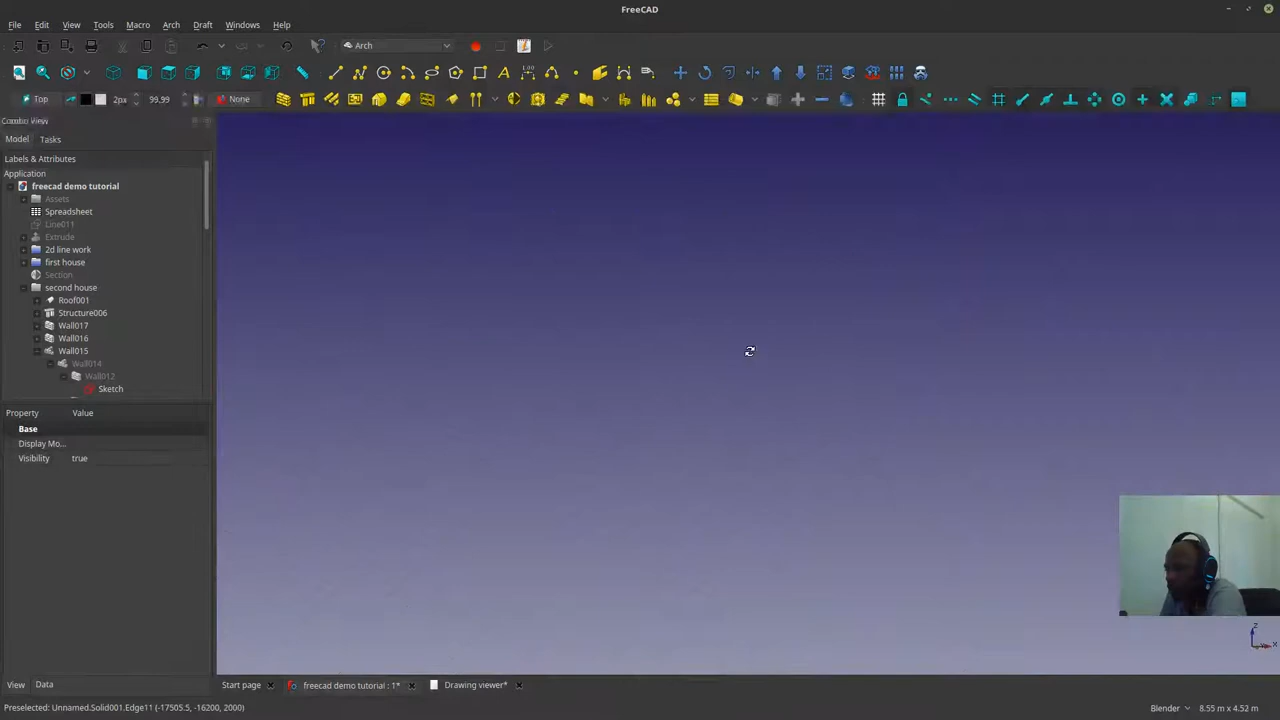 FreeCAD
File Edit View Tools Macro Arch Draft Windows Help
Arch
Top 2px 99,99 None
Combo View
Model Tasks
Labels & Attributes
Application
freecad demo tutorial
Assets
Spreadsheet
Line011
Extrude
2d line work
first house
Section
second house
Roof001
Structure006
Wall017
Wall016
Wall015
Wall014
Wall012
Sketch
Property Value
Base
Display Mo...
Visibility true
View Data
Start page freecad demo tutorial : 1* Drawing viewer*
Preselected: Unnamed.Solid001.Edge11 (-17505.5, -16200, 2000) Blender 8.55 m x 4.52 m